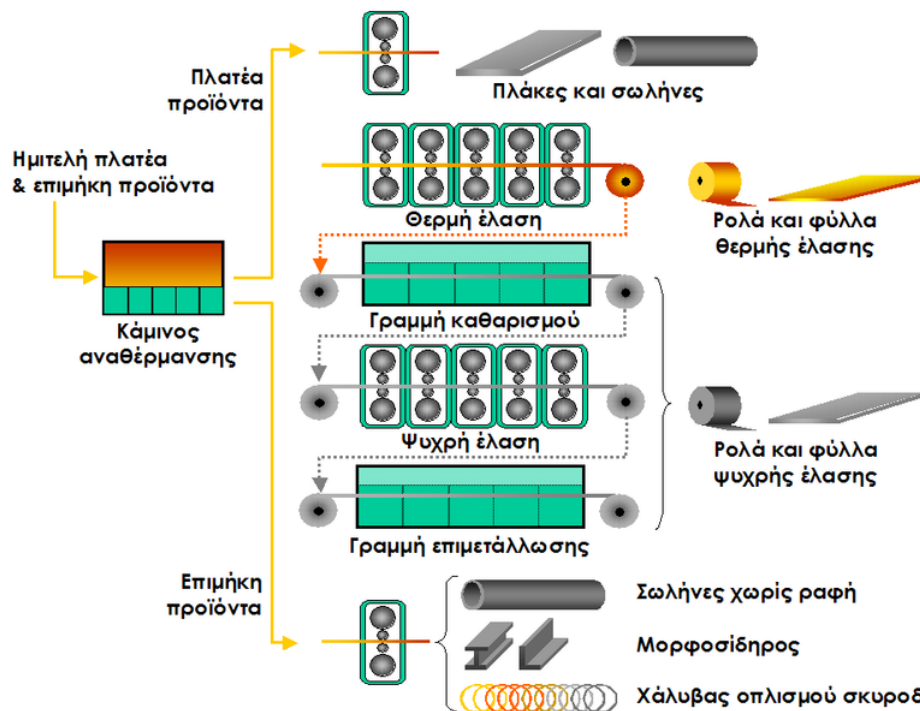 Πλατέα
προϊόντα
Πλάκες και σωλήνες
Ημιτελή πλατέα
& επιμήκη προϊόντα
Θερμή έλαση
Ρολά και φύλλα
θερμής έλασης
Κάμινος
αναθέρμανσης
Γραμμή καθαρισμού
Ψυχρή έλαση
Ρολά και φύλλα
ψυχρής έλασης
Γραμμή επιμετάλλωσης
Επιμήκη
προϊόντα
Σωλήνες χωρίς ραφή
Μορφοσίδηρος
Χάλυβας οπλισμού